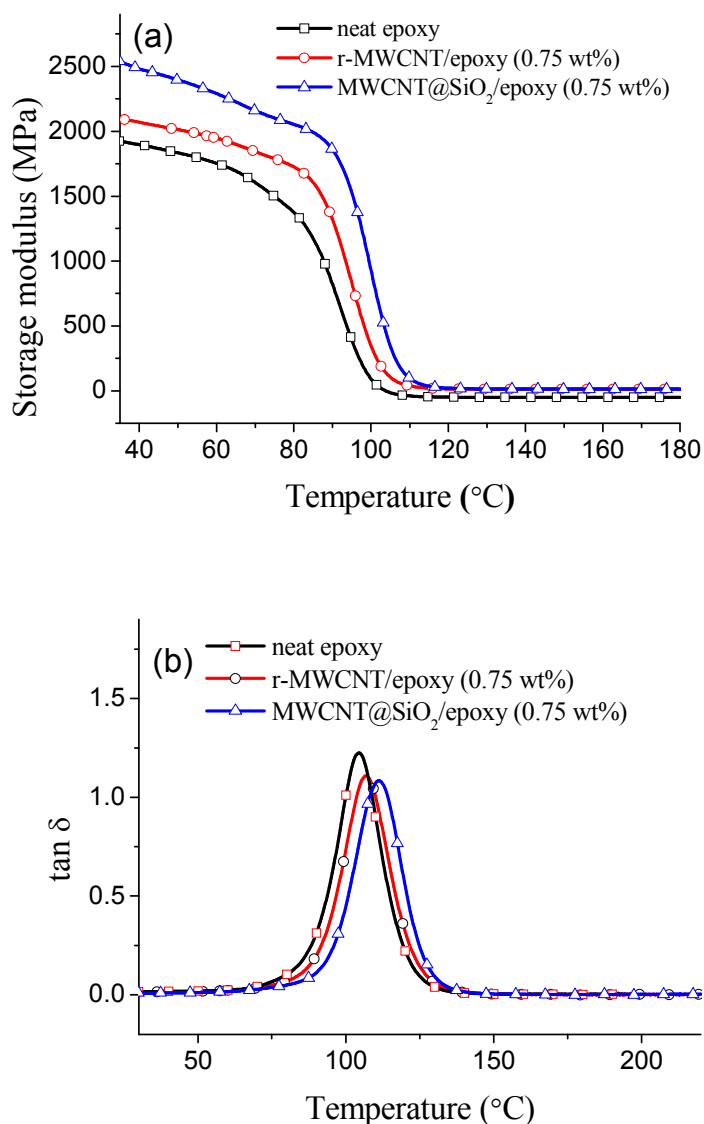 (a)
neat epoxy
r-MWCNT/epoxy (0.75 wt%)
MWCNT@SiO₂/epoxy (0.75 wt%)
2500
2000
1500
1000
500
0
Storage modulus (MPa)
40 60 80 100 120 140 160 180
Temperature (°C)
(b)
neat epoxy
r-MWCNT/epoxy (0.75 wt%)
MWCNT@SiO₂/epoxy (0.75 wt%)
1.5
1.0
0.5
0.0
tan δ
50 100 150 200
Temperature (°C)